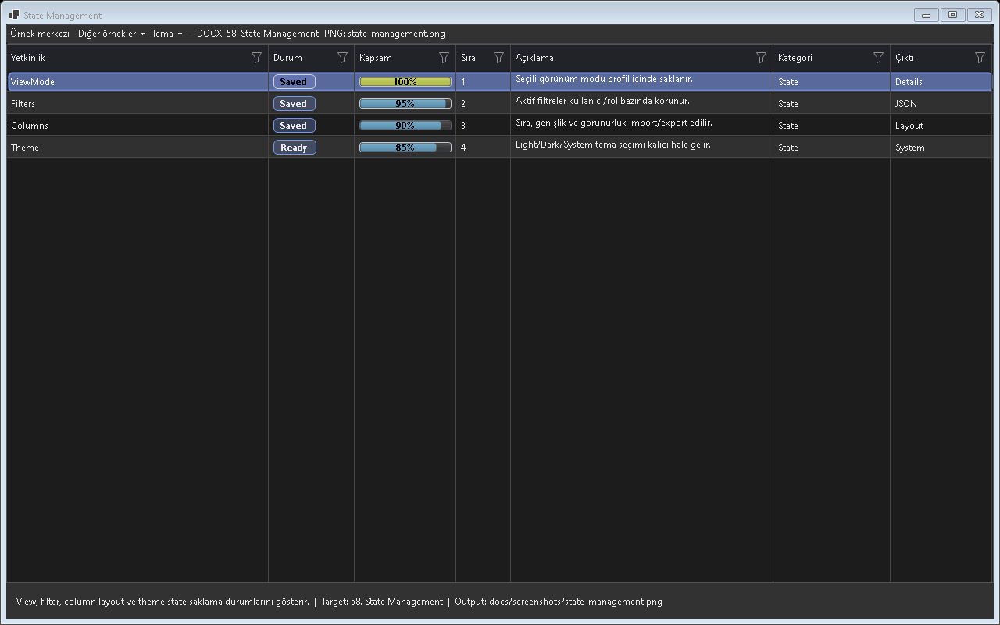 State Management
Örnek merkezi Diğer örnekler Tema DOCX: 58. State Management PNG: state-management.png
Yetkinlik Durum Kapsam Sıra Açıklama Kategori Çıktı
ViewMode Saved 100% 1 Seçili görünüm modu profil içinde saklanır. State Details
Filters Saved 95% 2 Aktif filtreler kullanıcı/rol bazında korunur. State JSON
Columns Saved 90% 3 Sıra, genişlik ve görünürlük import/export edilir. State Layout
Theme Ready 85% 4 Light/Dark/System tema seçimi kalıcı hale gelir. State System
View, filter, column layout ve theme state saklama durumlarını gösterir. | Target: 58. State Management | Output: docs/screenshots/state-management.png